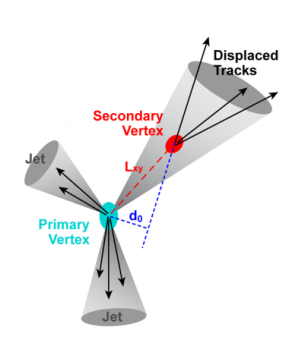 Displaced
Tracks
Secondary
Vertex
Jet
Lxy
Primary
Vertex
d0
Jet